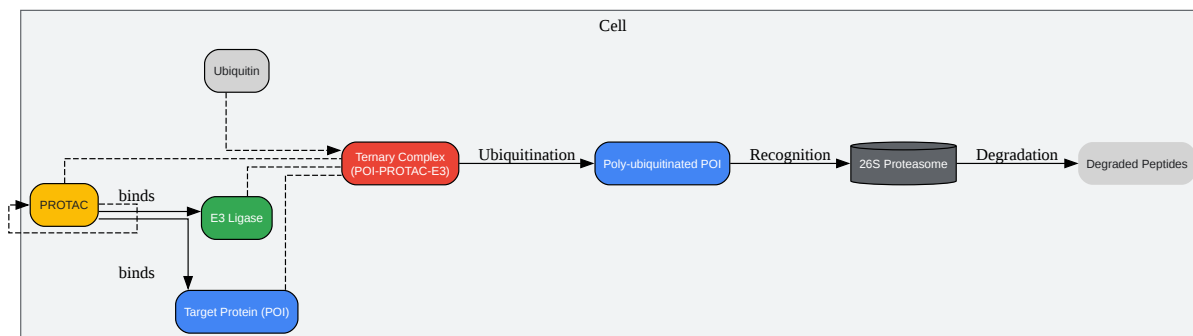 Cell
Ubiquitin
Ternary Complex
(POI-PROTAC-E3)
Ubiquitination
Poly-ubiquitinated POI
Recognition
26S Proteasome
Degradation
Degraded Peptides
PROTAC
binds
E3 Ligase
binds
Target Protein (POI)